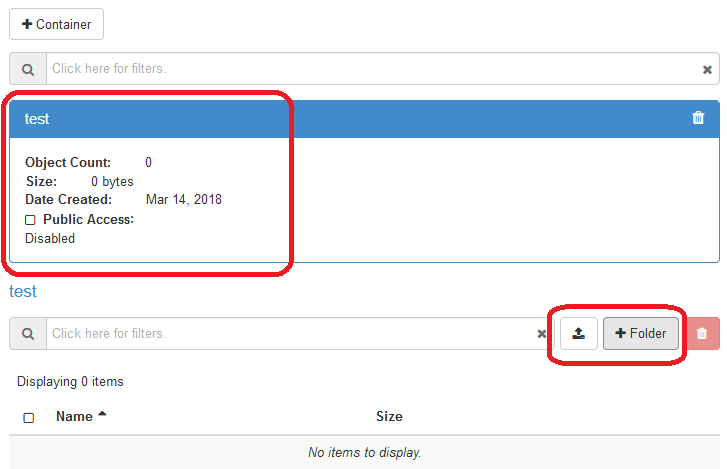 + Container
Click here for filters.
test
Object Count: 0
Size: 0 bytes
Date Created: Mar 14, 2018
Public Access:
Disabled
test
Click here for filters.
+ Folder
Displaying 0 items
Name Size
No items to display.